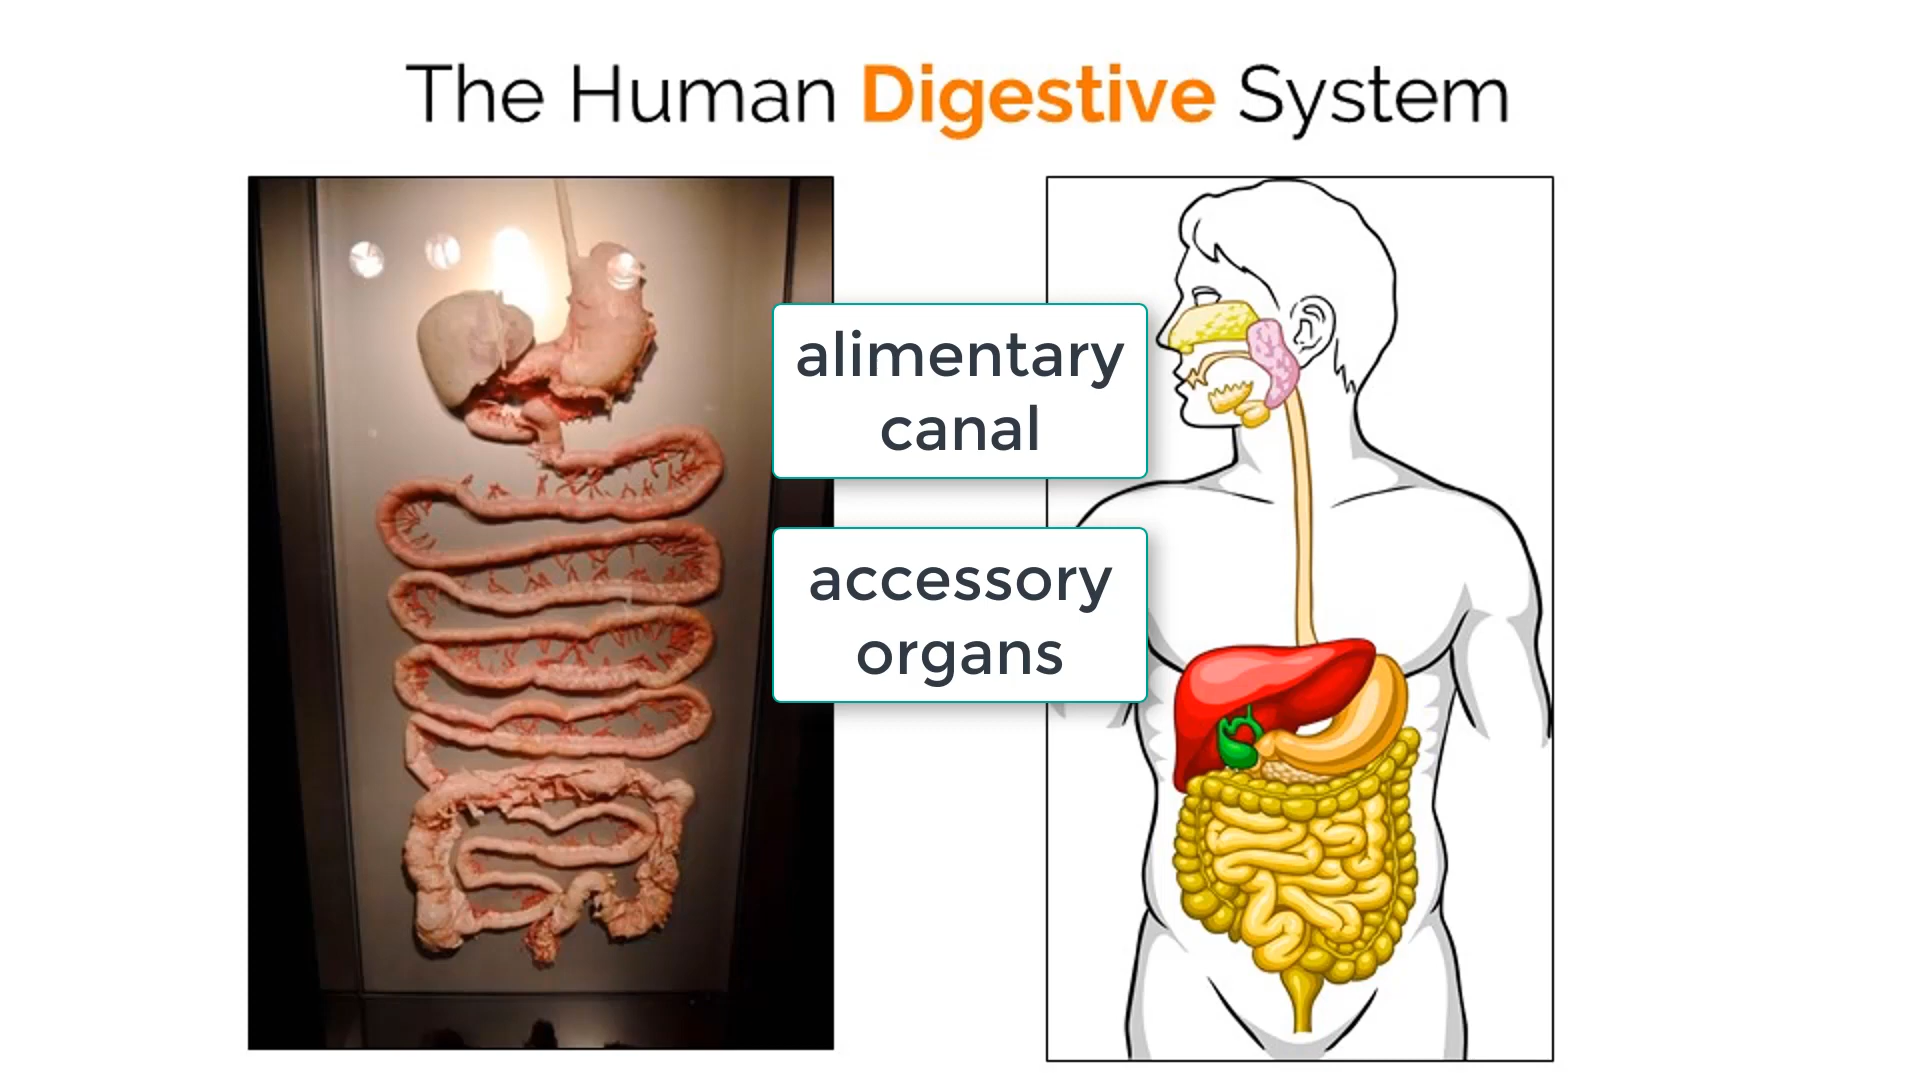 The Human Digestive System
alimentary
canal
accessory
organs